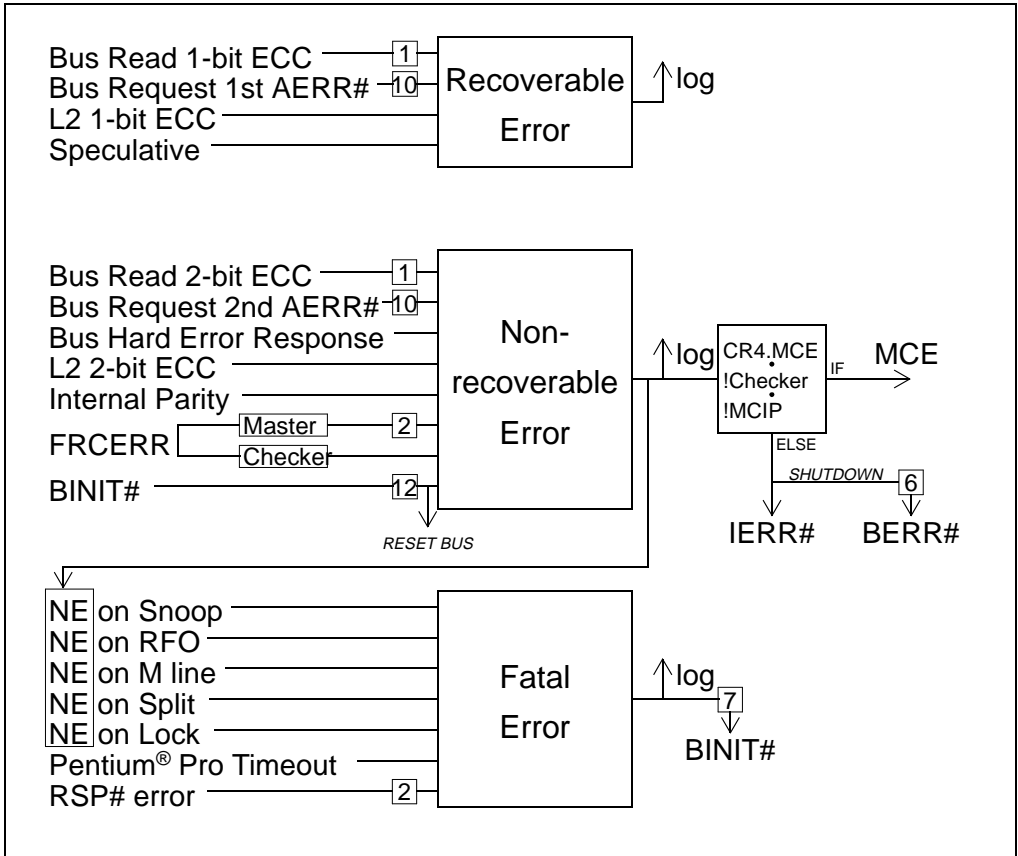 Bus Read 1-bit ECC 1
Bus Request 1st AERR# 10
L2 1-bit ECC
Speculative
Recoverable
Error
log
Bus Read 2-bit ECC 1
Bus Request 2nd AERR# 10
Bus Hard Error Response
L2 2-bit ECC
Internal Parity
FRCERR
Master 2
Checker
BINIT# 12
RESET BUS
Non-
recoverable
Error
log
CR4.MCE
•
!Checker
•
!MCIP
IF
MCE
ELSE
SHUTDOWN 6
IERR#
BERR#
NE on Snoop
NE on RFO
NE on M line
NE on Split
NE on Lock
Pentium® Pro Timeout
RSP# error 2
Fatal
Error
log
7
BINIT#